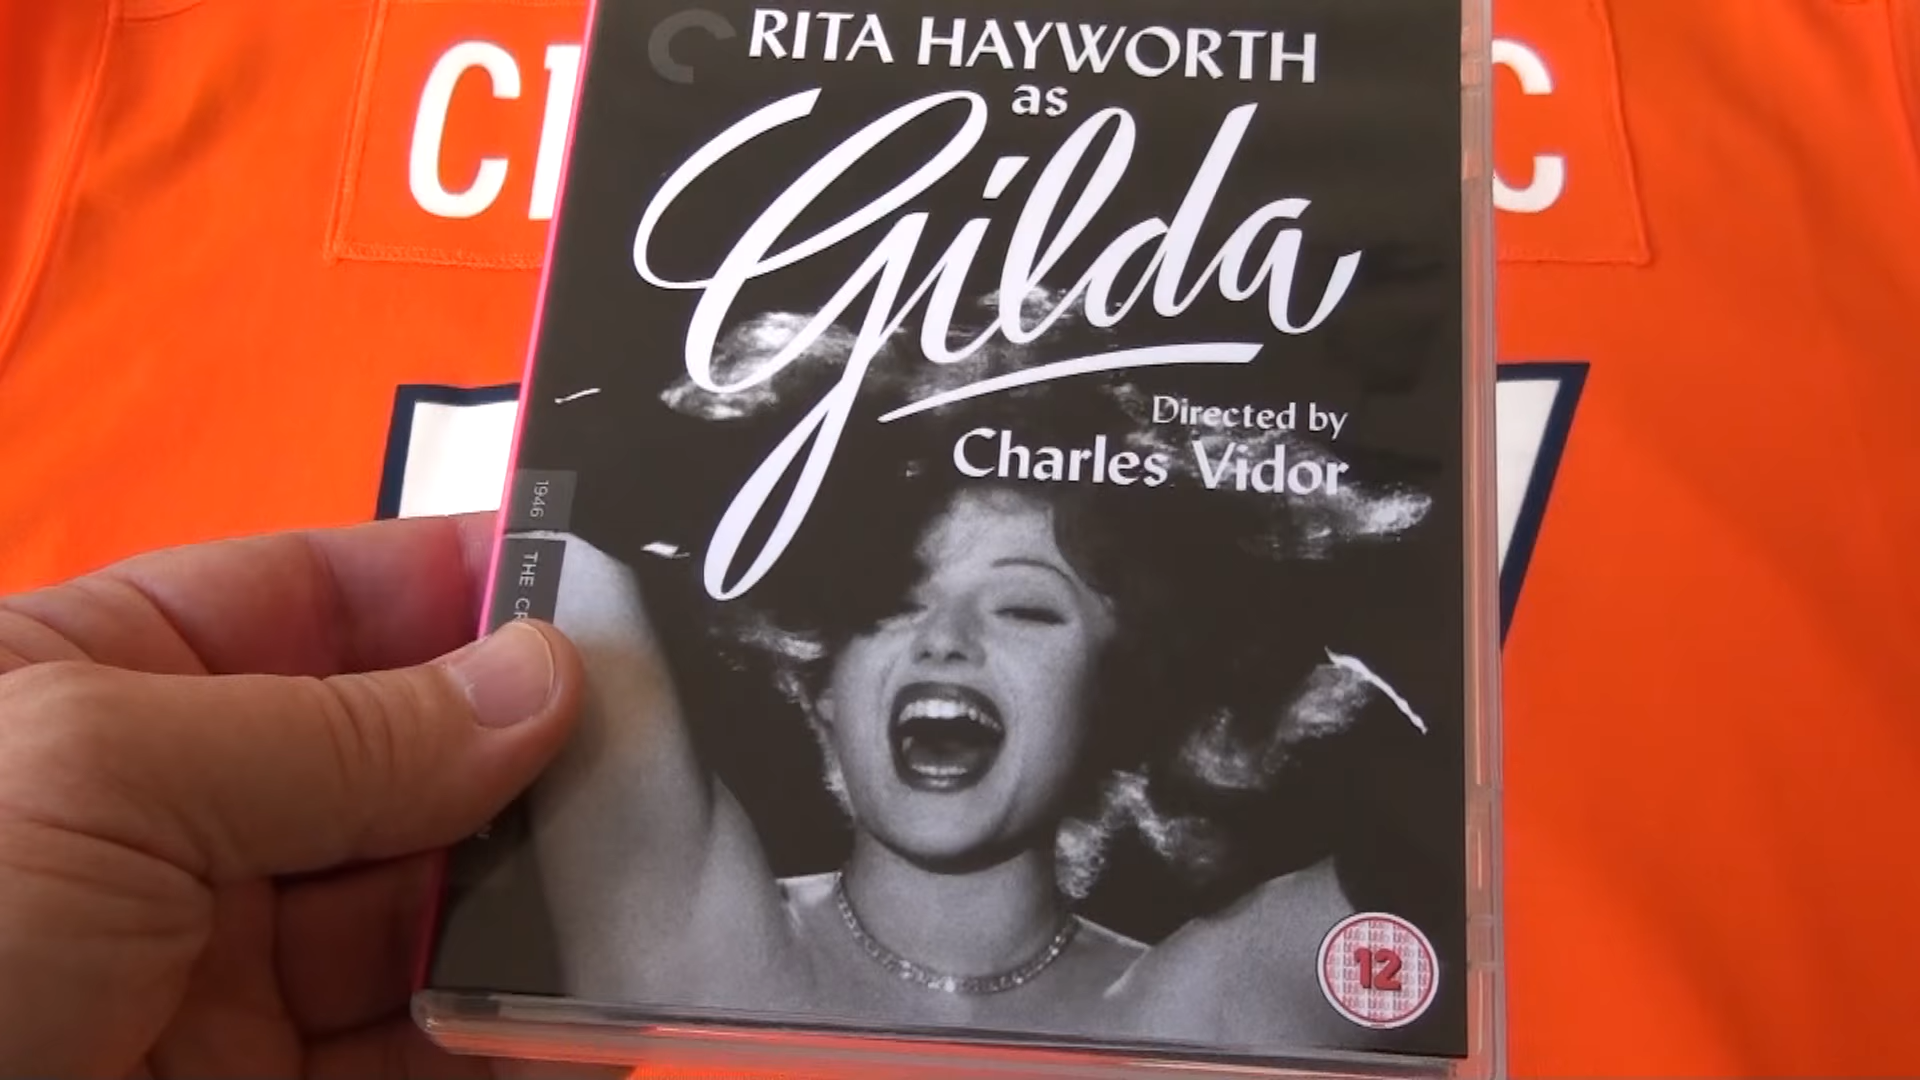 RITA HAYWORTH
as
Gilda
Directed by
Charles Vidor
1946
THE CR
12